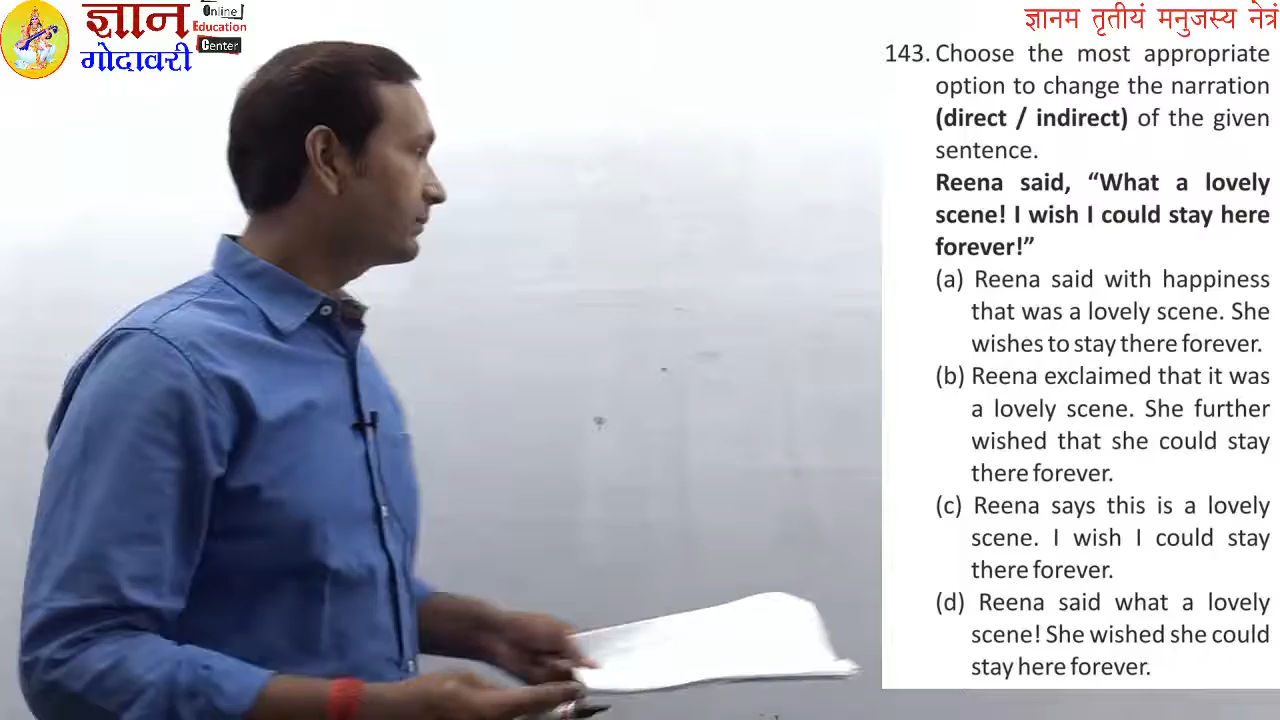 ज्ञान
गोदावरी
Online
Education
Center
ज्ञानम तृतीयं मनुजस्य नेत्रं
143. Choose the most appropriate
option to change the narration
(direct / indirect) of the given
sentence.
Reena said, “What a lovely
scene! I wish I could stay here
forever!”
(a) Reena said with happiness
that was a lovely scene. She
wishes to stay there forever.
(b) Reena exclaimed that it was
a lovely scene. She further
wished that she could stay
there forever.
(c) Reena says this is a lovely
scene. I wish I could stay
there forever.
(d) Reena said what a lovely
scene! She wished she could
stay here forever.